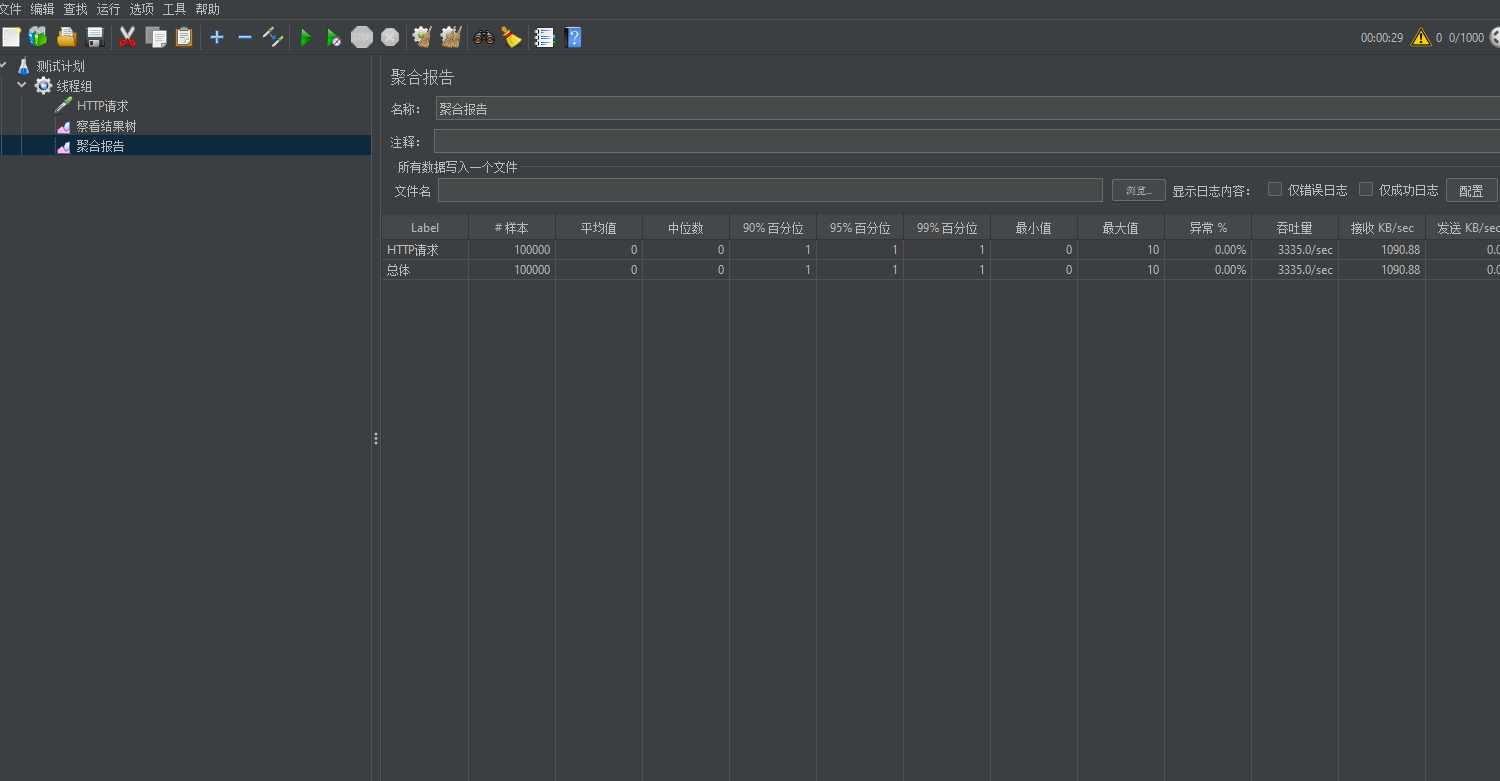 文件 编辑 查找 运行 选项 工具 帮助
STOP
00:00:29 0 0/1000
测试计划
线程组
HTTP请求
察看结果树
聚合报告
聚合报告
名称: 聚合报告
注释:
所有数据写入一个文件
文件名 浏览... 显示日志内容: 仅错误日志 仅成功日志 配置
Label # 样本 平均值 中位数 90% 百分位 95% 百分位 99% 百分位 最小值 最大值 异常 % 吞吐量 接收 KB/sec 发送 KB/sec
HTTP请求 100000 0 0 1 1 1 0 10 0.00% 3335.0/sec 1090.88 0.0
总体 100000 0 0 1 1 1 0 10 0.00% 3335.0/sec 1090.88 0.0